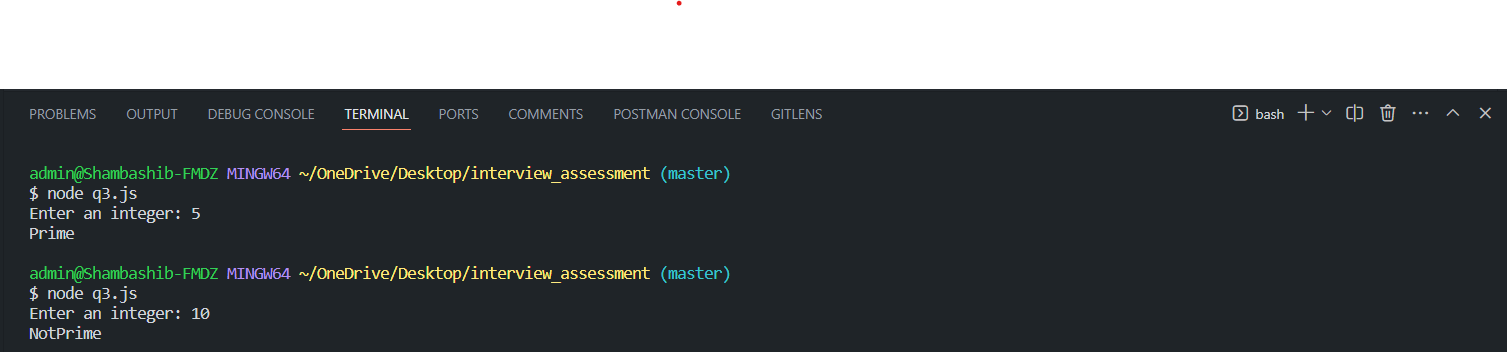 PROBLEMS OUTPUT DEBUG CONSOLE TERMINAL PORTS COMMENTS POSTMAN CONSOLE GITLENS bash
admin@Shambashib-FMDZ MINGW64 ~/OneDrive/Desktop/interview_assessment (master)
$ node q3.js
Enter an integer: 5
Prime
admin@Shambashib-FMDZ MINGW64 ~/OneDrive/Desktop/interview_assessment (master)
$ node q3.js
Enter an integer: 10
NotPrime